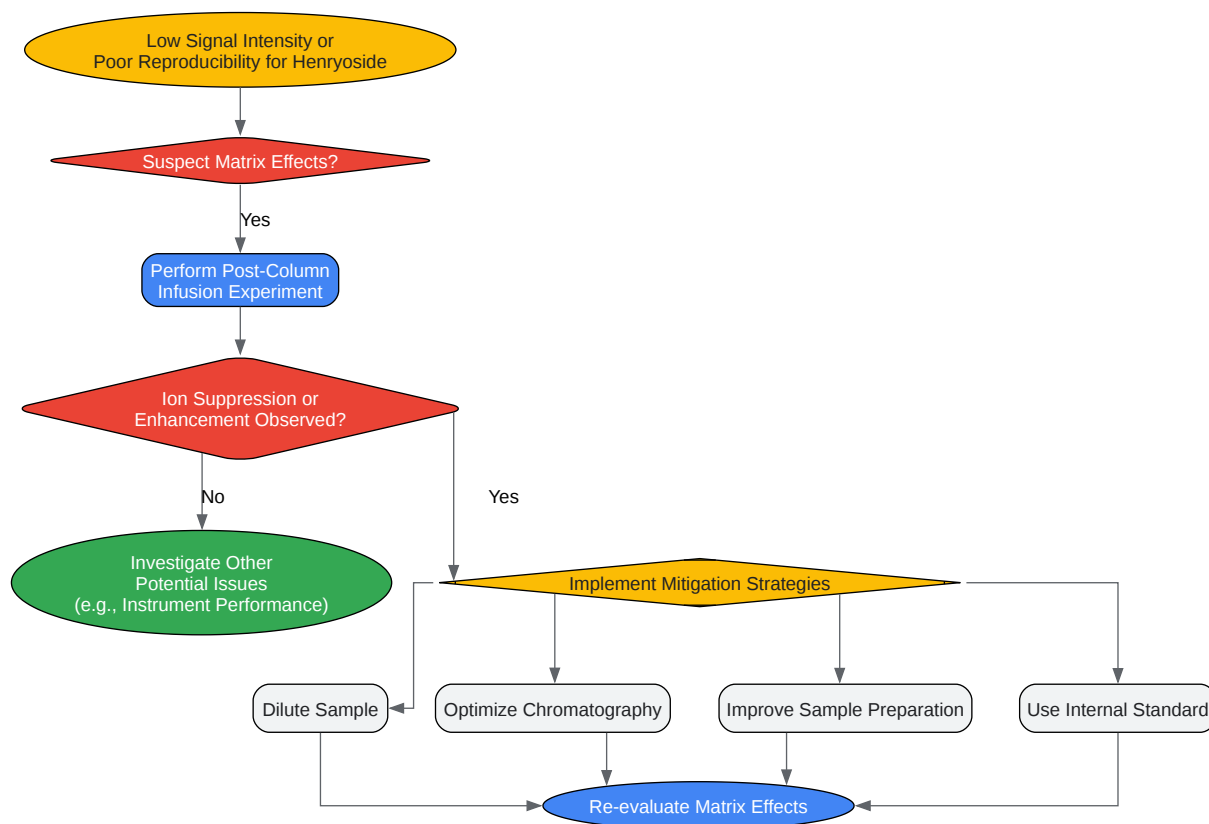 Low Signal Intensity or
Poor Reproducibility for Henryoside
Suspect Matrix Effects?
Yes
Perform Post-Column
Infusion Experiment
Ion Suppression or
Enhancement Observed?
No
Yes
Investigate Other
Potential Issues
(e.g., Instrument Performance)
Implement Mitigation Strategies
Dilute Sample
Optimize Chromatography
Improve Sample Preparation
Use Internal Standard
Re-evaluate Matrix Effects